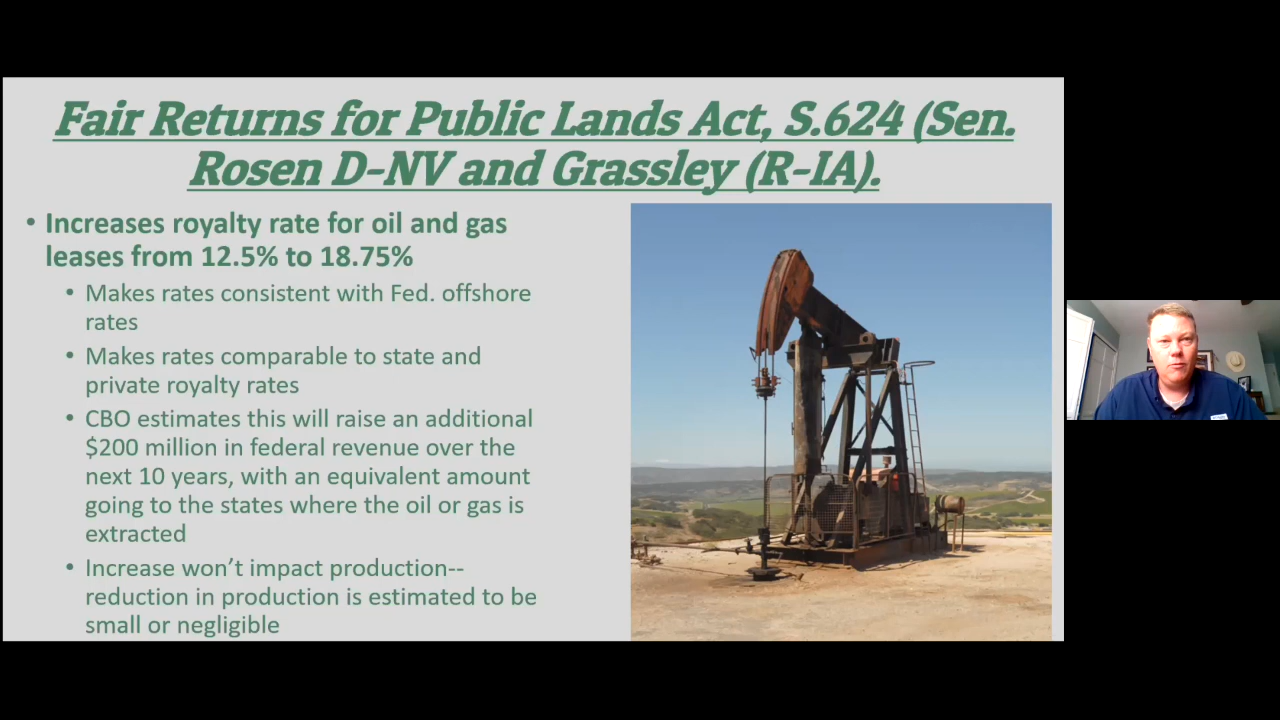 Fair Returns for Public Lands Act, S.624 (Sen.
Rosen D-NV and Grassley (R-IA).
• Increases royalty rate for oil and gas
leases from 12.5% to 18.75%
• Makes rates consistent with Fed. offshore
rates
• Makes rates comparable to state and
private royalty rates
• CBO estimates this will raise an additional
$200 million in federal revenue over the
next 10 years, with an equivalent amount
going to the states where the oil or gas is
extracted
• Increase won’t impact production--
reduction in production is estimated to be
small or negligible